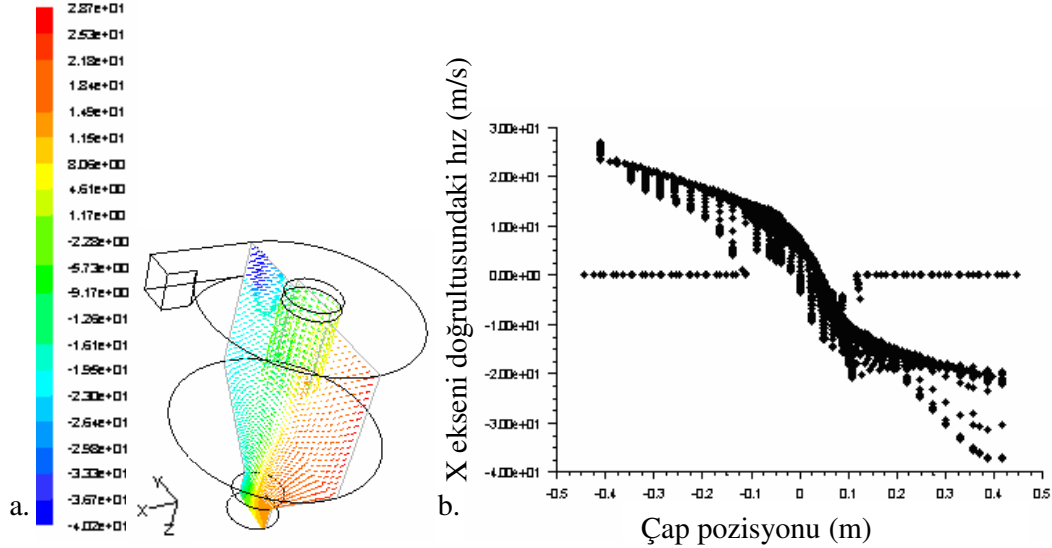 2.87e+01
2.53e+01
2.18e+01
1.84e+01
1.49e+01
1.15e+01
8.06e+00
4.61e+00
1.17e+00
-2.28e+00
-5.73e+00
-9.17e+00
-1.26e+01
-1.61e+01
-1.95e+01
-2.30e+01
-2.64e+01
-2.98e+01
-3.33e+01
-3.67e+01
-4.02e+01
a.
Y
X
Z
b.
X ekseni doğrultusundaki hız (m/s)
3.00e+01
2.00e+01
1.00e+01
0.00e+00
-1.00e+01
-2.00e+01
-3.00e+01
-4.00e+01
-0.5 -0.4 -0.3 -0.2 -0.1 0 0.1 0.2 0.3 0.4 0.5
Çap pozisyonu (m)